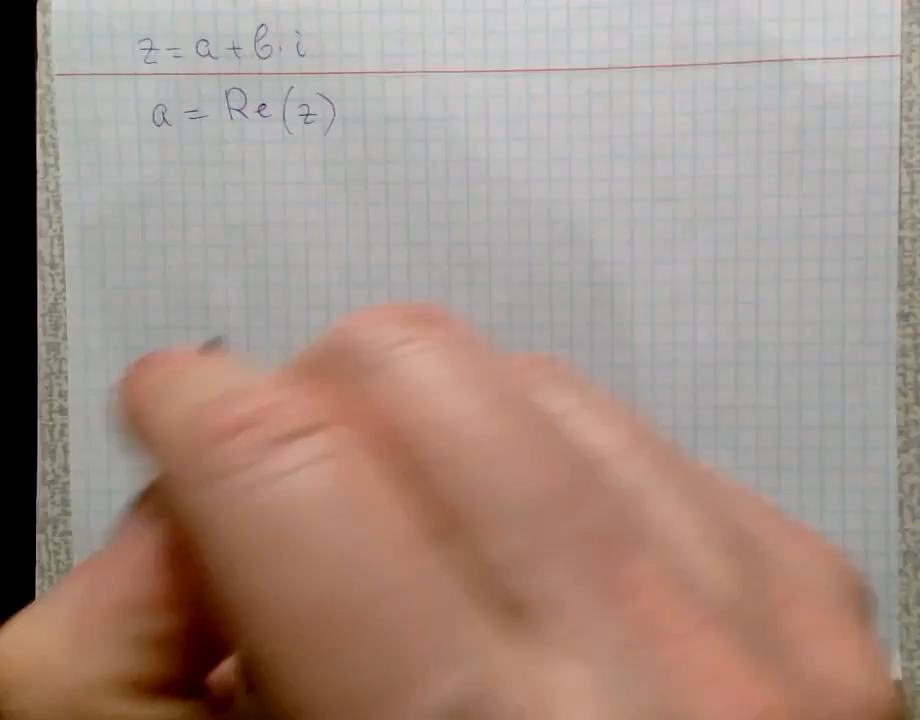 z = a + b · i
a = Re(z)